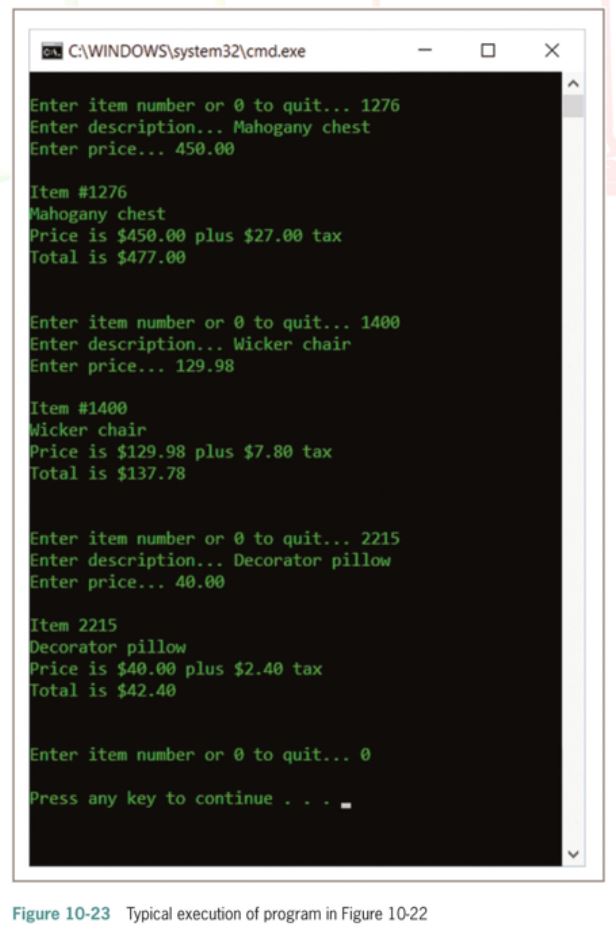 C:\WINDOWS\system32\cmd.exe
Enter item number or 0 to quit... 1276
Enter description... Mahogany chest
Enter price... 450.00
Item #1276
Mahogany chest
Price is $450.00 plus $27.00 tax
Total is $477.00
Enter item number or 0 to quit... 1400
Enter description... Wicker chair
Enter price... 129.98
Item #1400
Wicker chair
Price is $129.98 plus $7.80 tax
Total is $137.78
Enter item number or 0 to quit... 2215
Enter description... Decorator pillow
Enter price... 40.00
Item 2215
Decorator pillow
Price is $40.00 plus $2.40 tax
Total is $42.40
Enter item number or 0 to quit... 0
Press any key to continue . . .
Figure 10-23 Typical execution of program in Figure 10-22